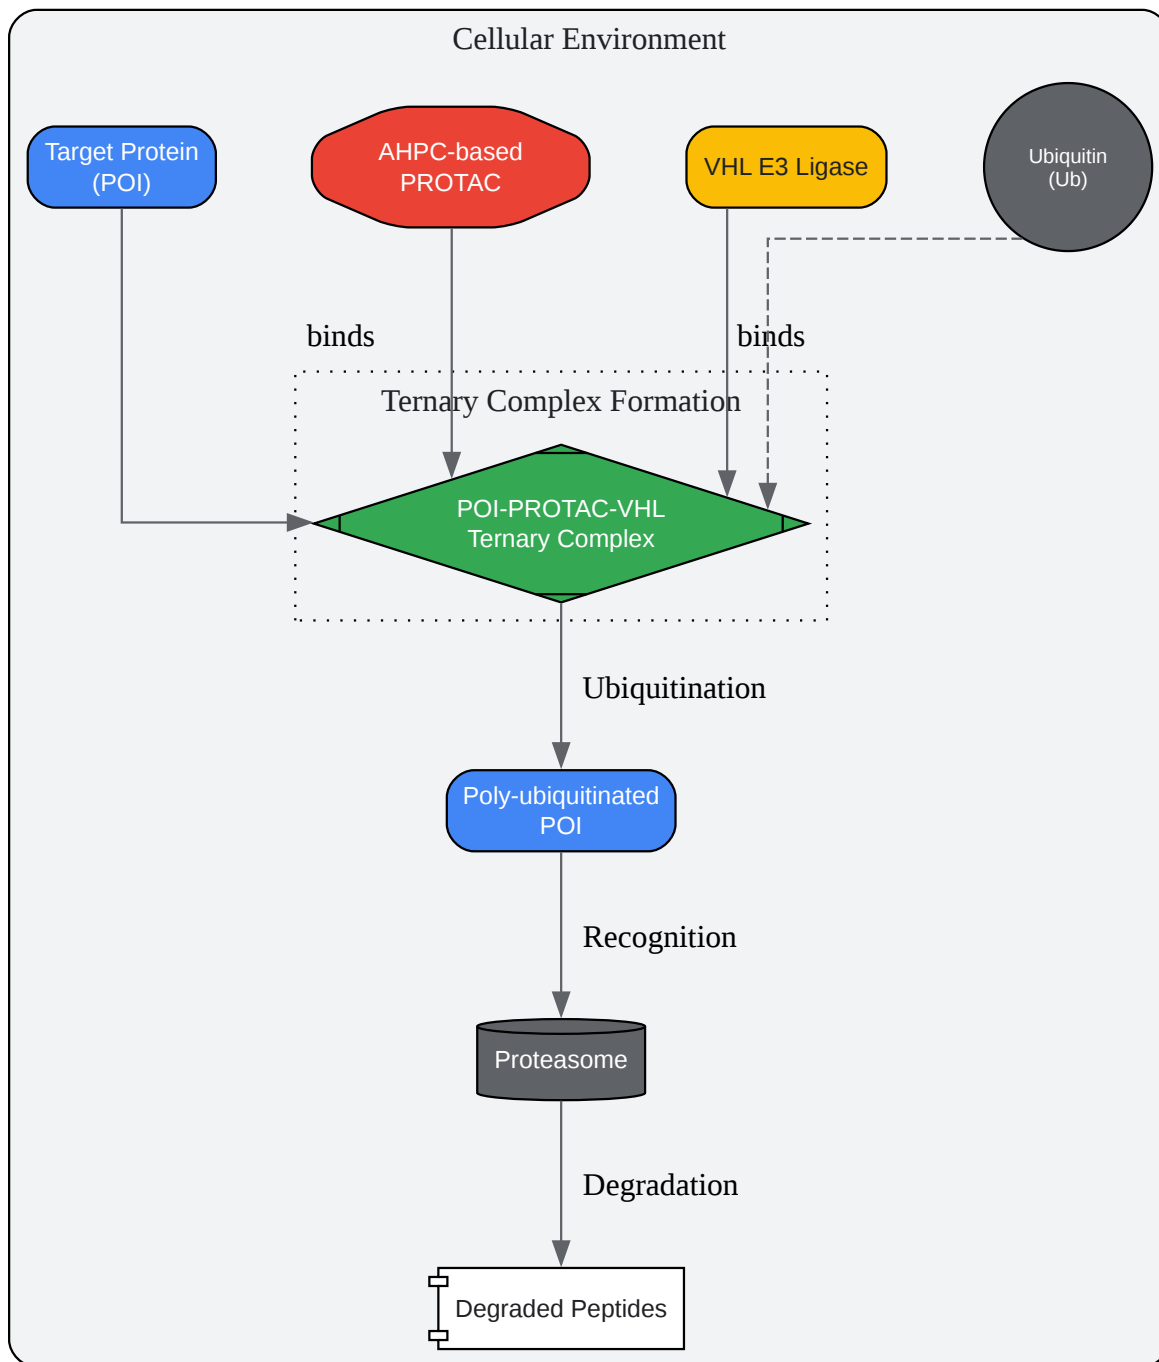 Cellular Environment
Target Protein
(POI)
AHPC-based
PROTAC
VHL E3 Ligase
Ubiquitin
(Ub)
binds
binds
Ternary Complex Formation
POI-PROTAC-VHL
Ternary Complex
Ubiquitination
Poly-ubiquitinated
POI
Recognition
Proteasome
Degradation
Degraded Peptides